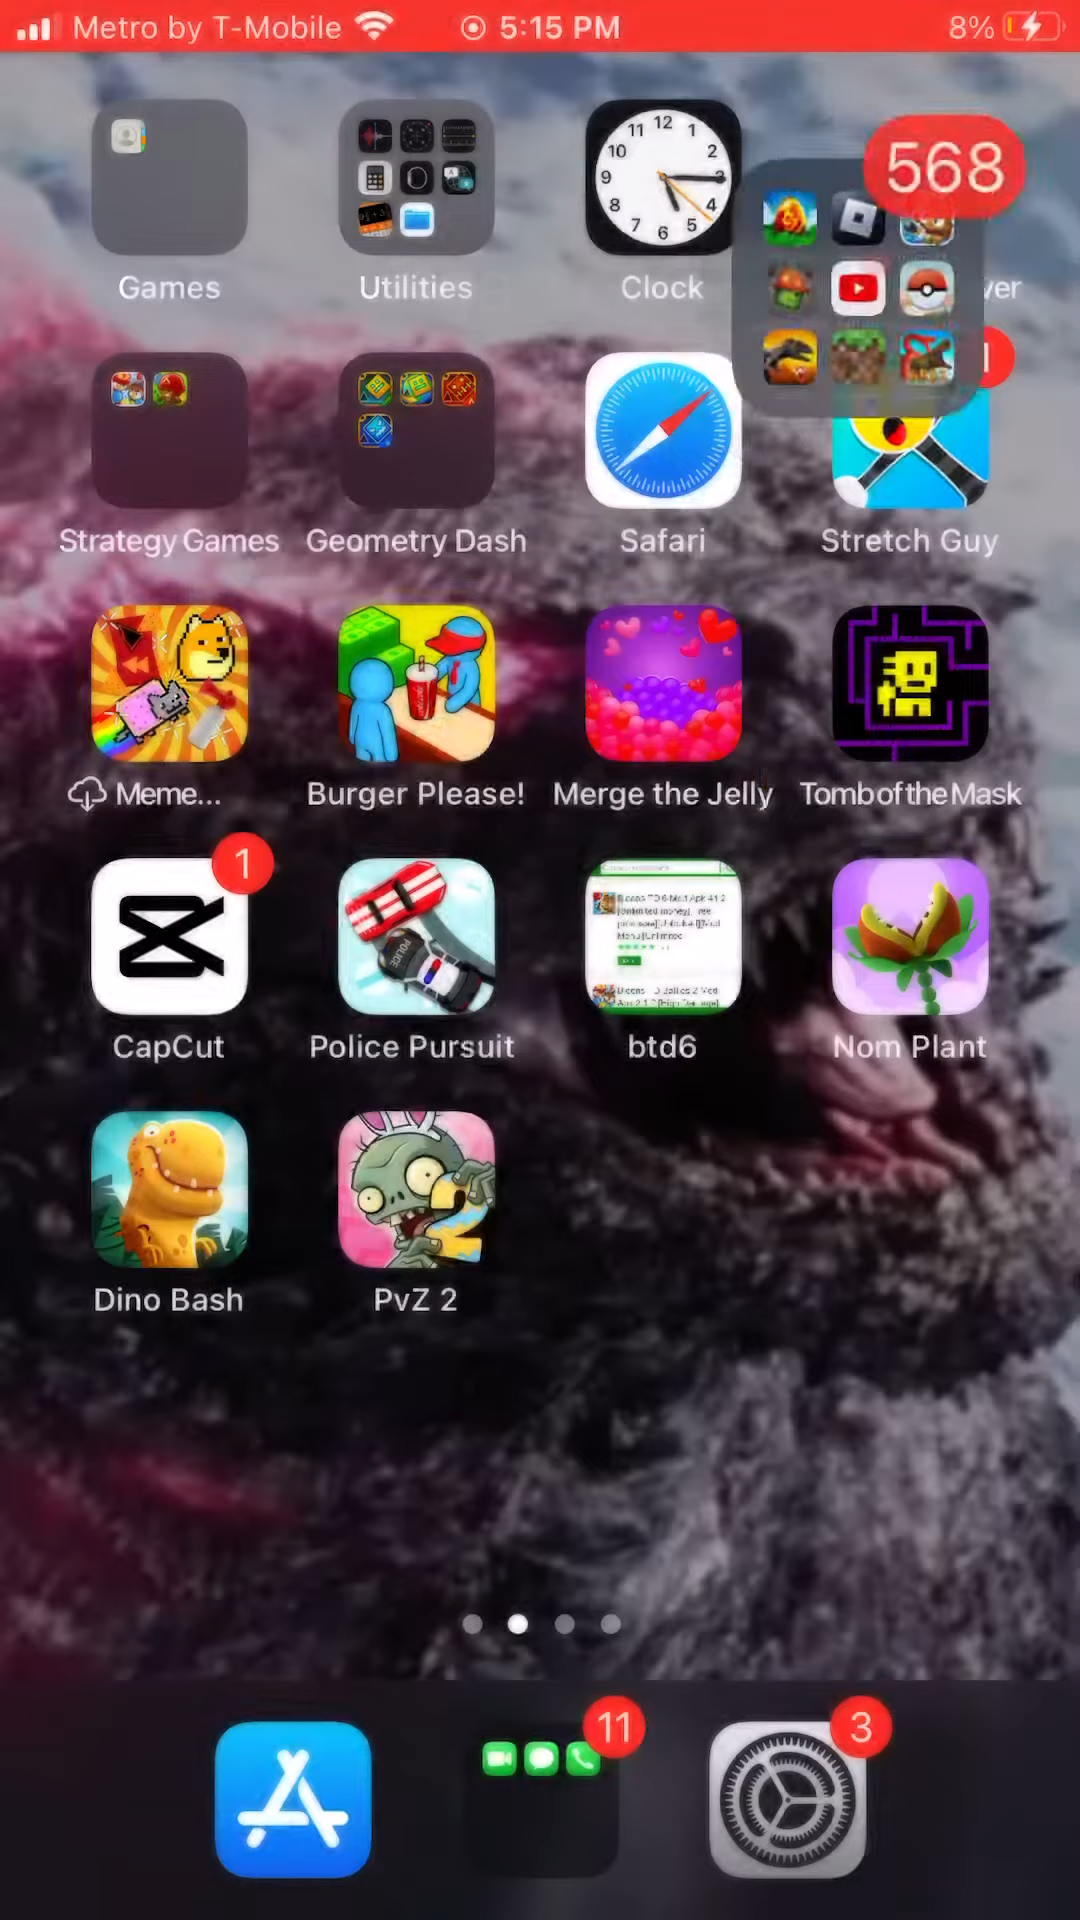 Metro by T-Mobile
5:15 PM
8%
568
Games
Utilities
Clock
ver
1
Strategy Games
Geometry Dash
Safari
Stretch Guy
Meme...
Burger Please!
Merge the Jelly
TomboftheMask
1
POLICE
CapCut
Police Pursuit
btd6
Nom Plant
Dino Bash
PvZ 2
11
3